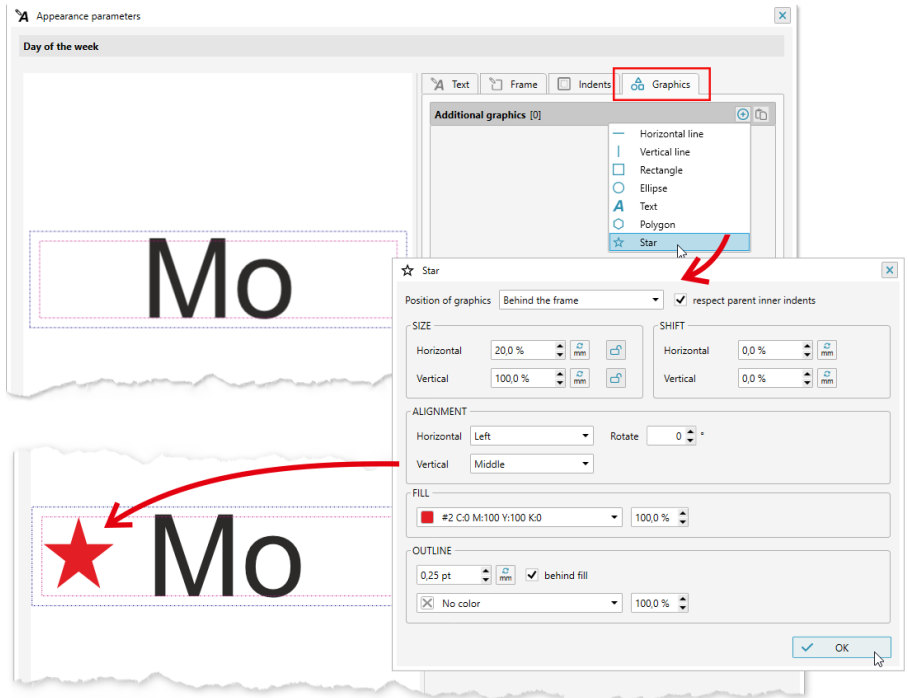 Appearance parameters
Day of the week
Text Frame Indents Graphics
Additional graphics [0]
Horizontal line
Vertical line
Rectangle
Ellipse
Text
Polygon
Star
Mo
Star
Position of graphics Behind the frame respect parent inner indents
SIZE SHIFT
Horizontal 20,0 % mm Horizontal 0,0 % mm
Vertical 100,0 % mm Vertical 0,0 % mm
ALIGNMENT
Horizontal Left Rotate 0 °
Vertical Middle
FILL
#2 C:0 M:100 Y:100 K:0 100,0 %
OUTLINE
0,25 pt mm behind fill
No color 100,0 %
OK
Mo